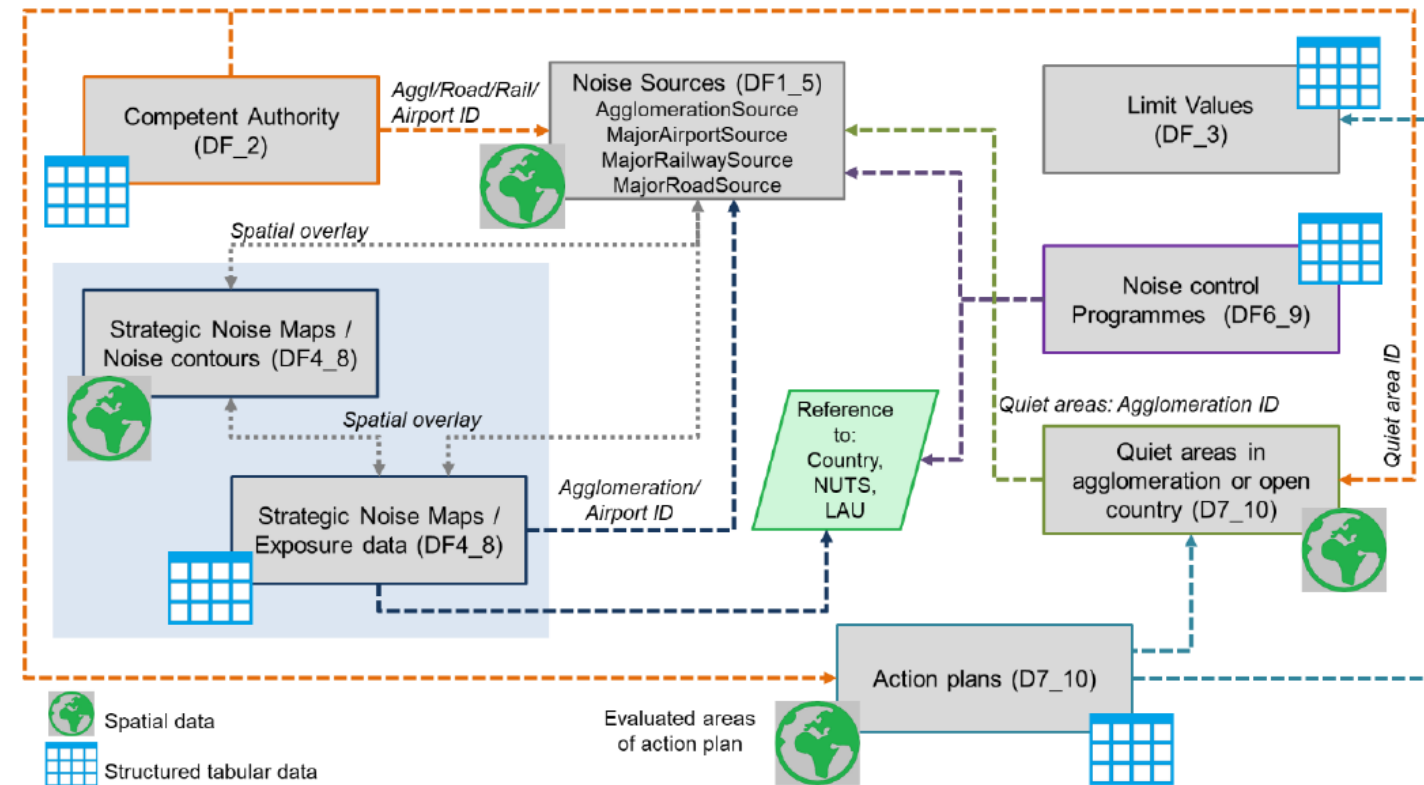 Competent Authority
(DF_2)
Aggl/Road/Rail/
Airport ID
Noise Sources (DF1_5)
AgglomerationSource
MajorAirportSource
MajorRailwaySource
MajorRoadSource
Limit Values
(DF_3)
Spatial overlay
Strategic Noise Maps /
Noise contours (DF4_8)
Noise control
Programmes (DF6_9)
Spatial overlay
Strategic Noise Maps /
Exposure data (DF4_8)
Agglomeration/
Airport ID
Reference
to:
Country,
NUTS,
LAU
Quiet areas: Agglomeration ID
Quiet area ID
Quiet areas in
agglomeration or open
country (D7_10)
Action plans (D7_10)
Evaluated areas
of action plan
Spatial data
Structured tabular data